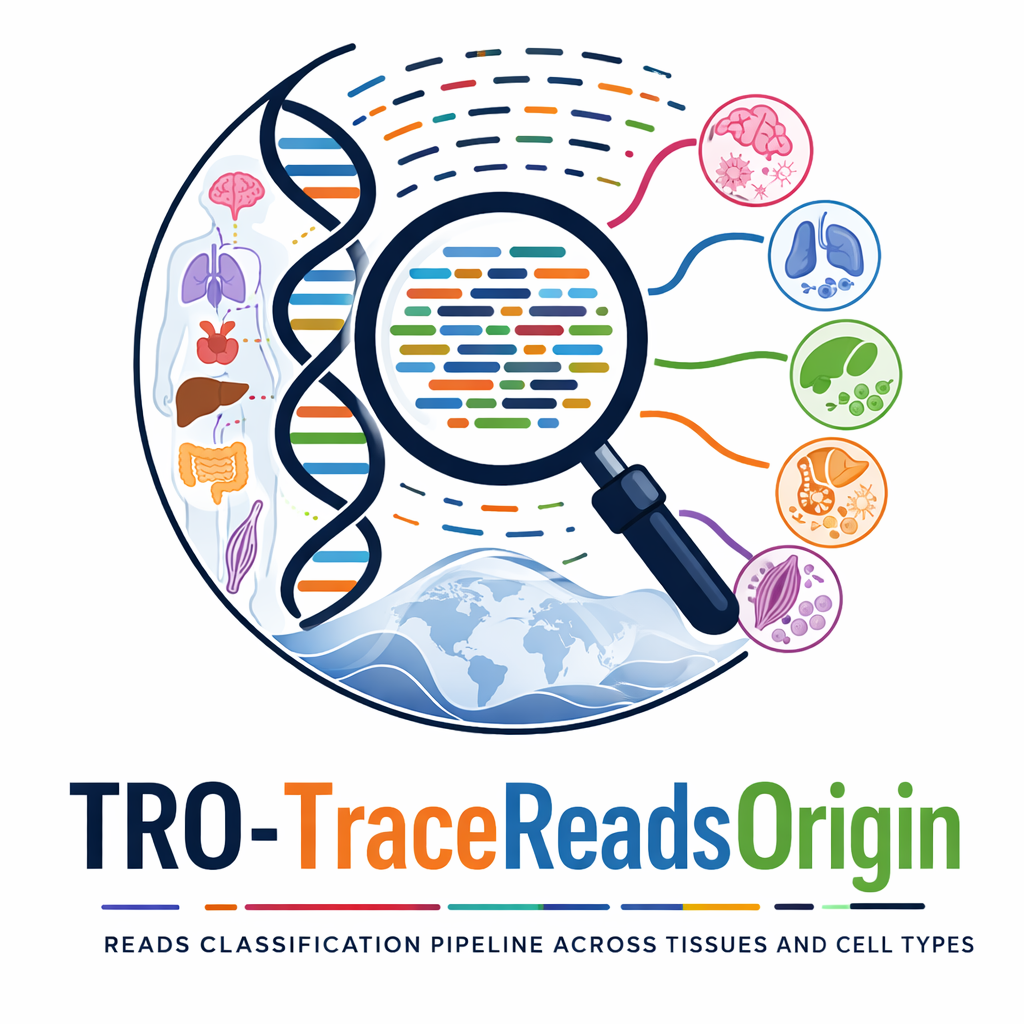 TRO-TraceReadsOrigin
READS CLASSIFICATION PIPELINE ACROSS TISSUES AND CELL TYPES